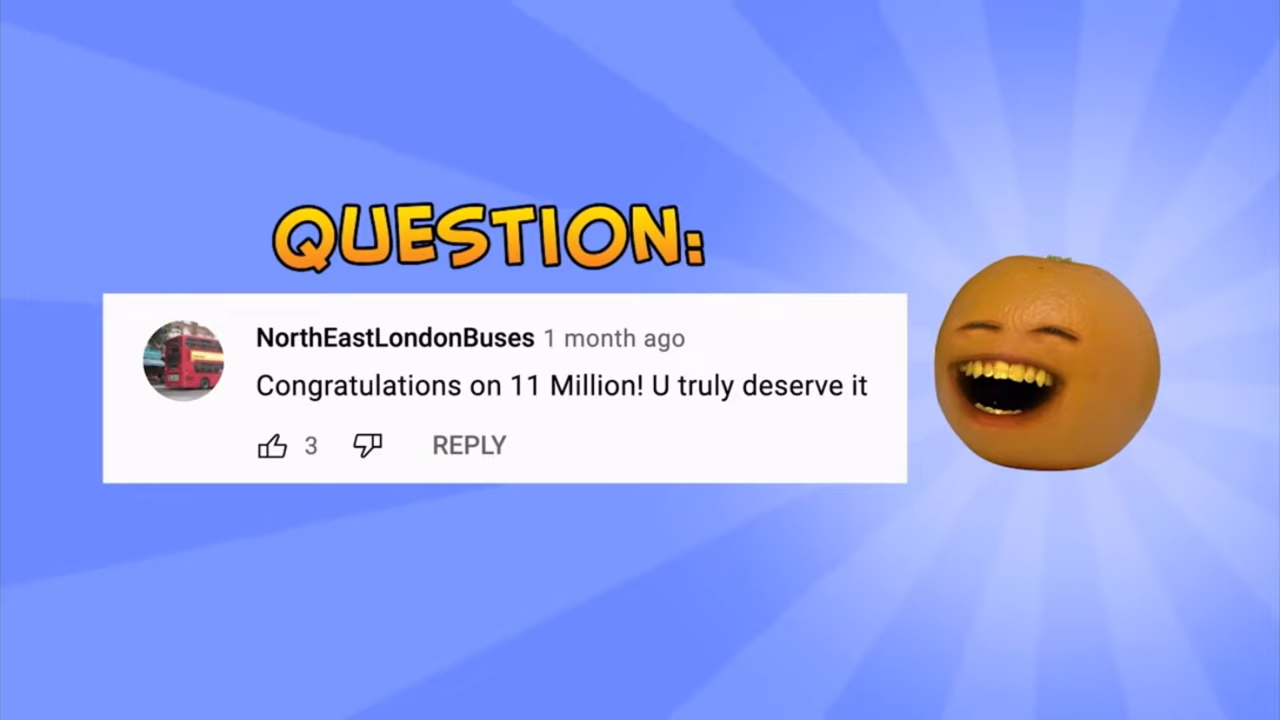 QUESTION:
NorthEastLondonBuses 1 month ago
Congratulations on 11 Million! U truly deserve it
3 REPLY